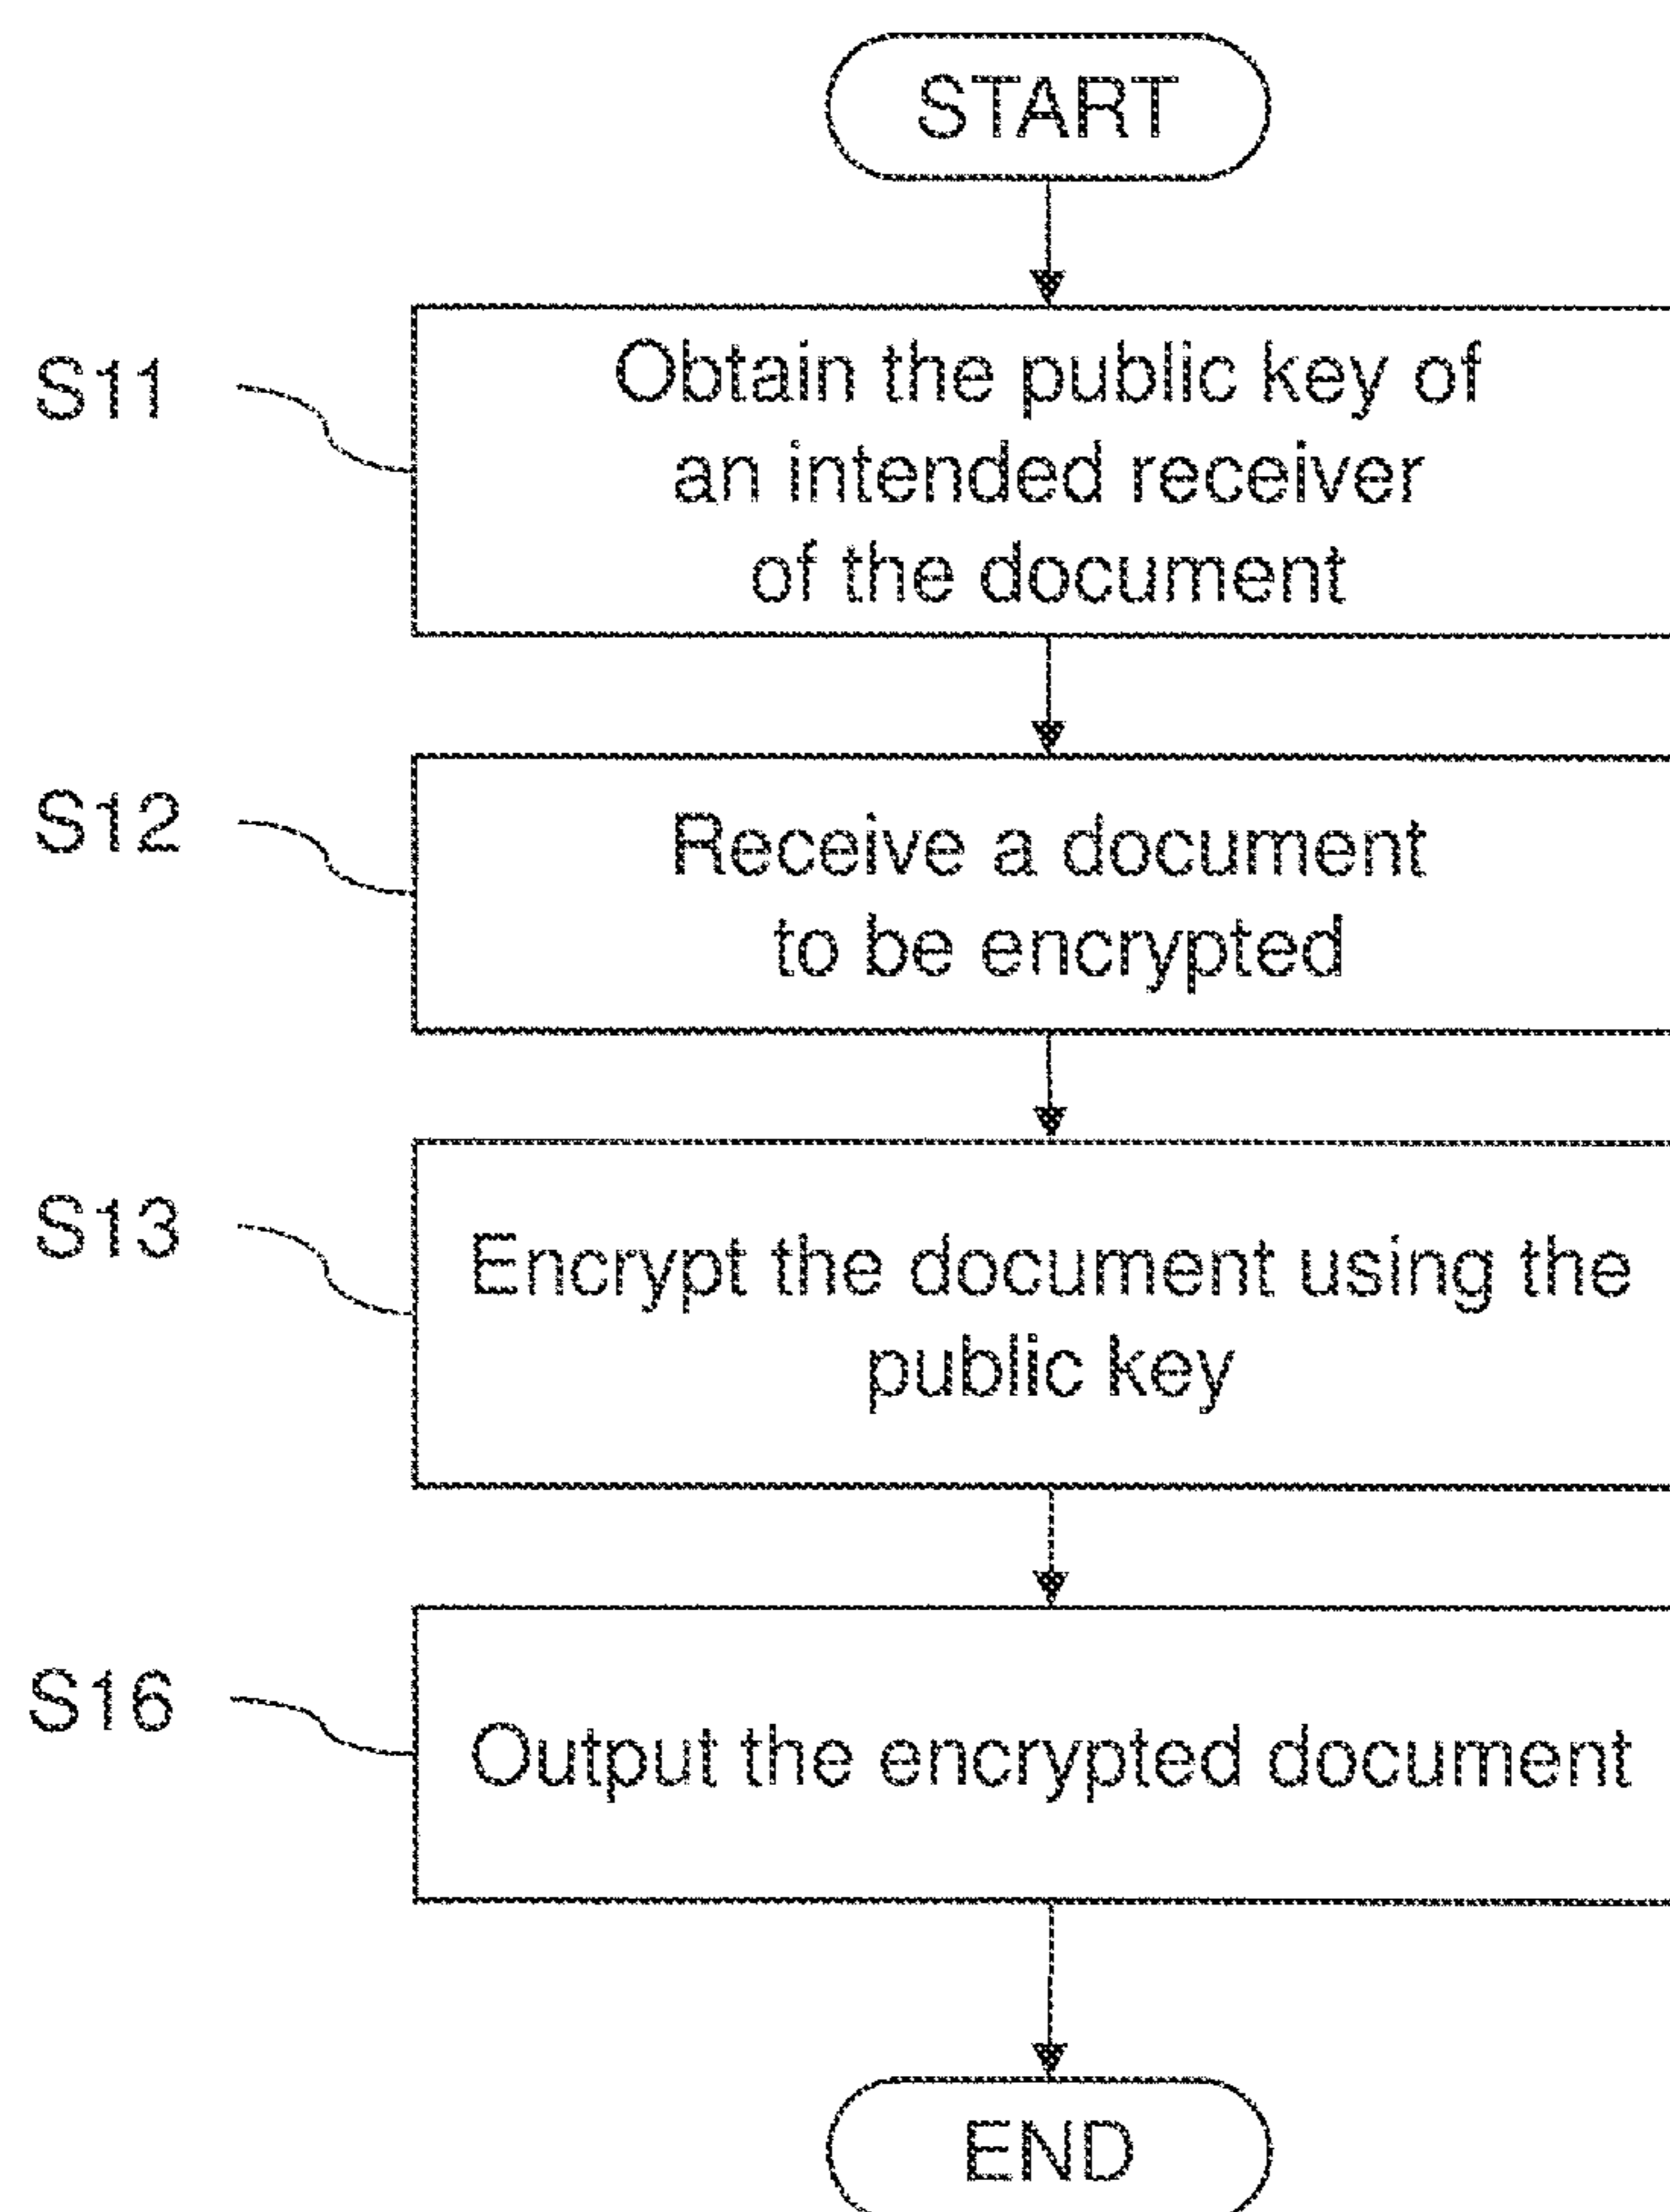 START
S11
Obtain the public key of
an intended receiver
of the document
S12
Receive a document
to be encrypted
S13
Encrypt the document using the
public key
S16
Output the encrypted document
END